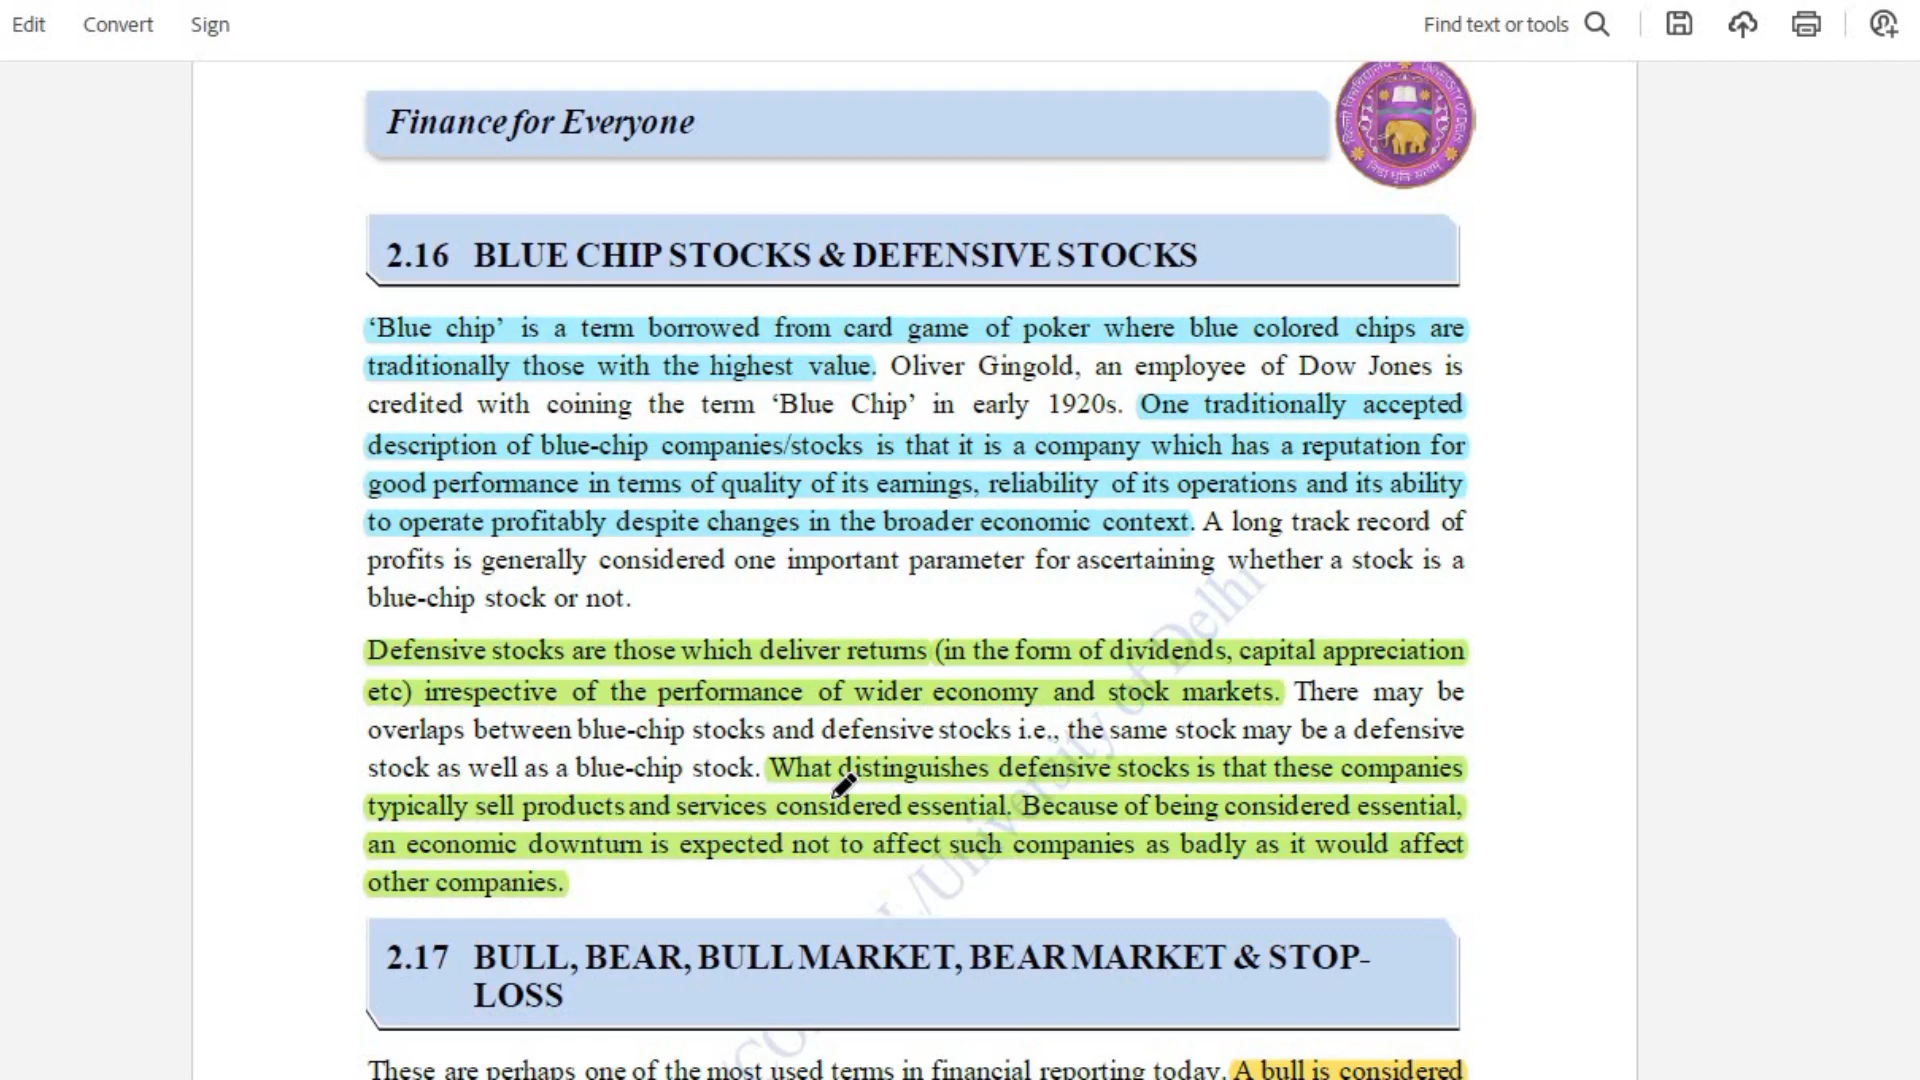 Edit Convert Sign Find text or tools
Finance for Everyone
2.16 BLUE CHIP STOCKS & DEFENSIVE STOCKS
‘Blue chip’ is a term borrowed from card game of poker where blue colored chips are
traditionally those with the highest value. Oliver Gingold, an employee of Dow Jones is
credited with coining the term ‘Blue Chip’ in early 1920s. One traditionally accepted
description of blue-chip companies/stocks is that it is a company which has a reputation for
good performance in terms of quality of its earnings, reliability of its operations and its ability
to operate profitably despite changes in the broader economic context. A long track record of
profits is generally considered one important parameter for ascertaining whether a stock is a
blue-chip stock or not.
Defensive stocks are those which deliver returns (in the form of dividends, capital appreciation
etc) irrespective of the performance of wider economy and stock markets. There may be
overlaps between blue-chip stocks and defensive stocks i.e., the same stock may be a defensive
stock as well as a blue-chip stock. What distinguishes defensive stocks is that these companies
typically sell products and services considered essential. Because of being considered essential,
an economic downturn is expected not to affect such companies as badly as it would affect
other companies.
2.17 BULL, BEAR, BULL MARKET, BEAR MARKET & STOP-
LOSS
These are perhaps one of the most used terms in financial reporting today. A bull is considered
/University of Delhi